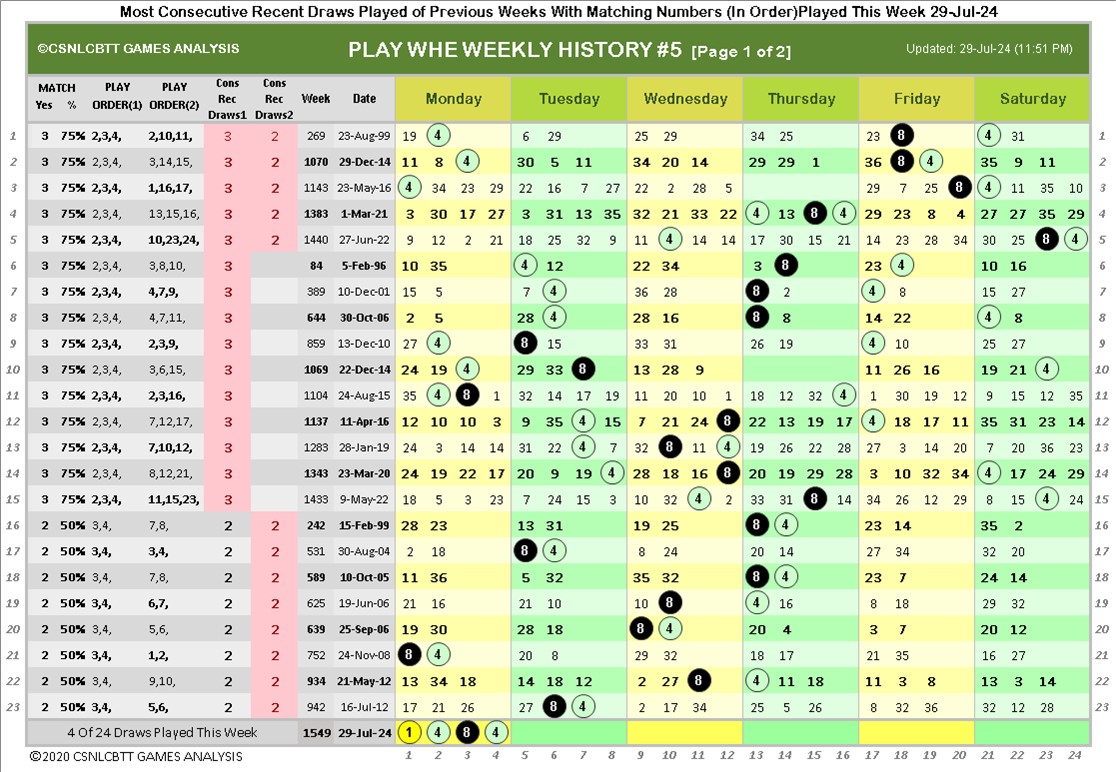 Most Consecutive Recent Draws Played of Previous Weeks With Matching Numbers (In Order)Played This Week 29-Jul-24
©CSNLCBTT GAMES ANALYSIS PLAY WHE WEEKLY HISTORY #5 [Page 1 of 2] Updated: 29-Jul-24 (11:51 PM)
MATCH Yes % PLAY ORDER(1) PLAY ORDER(2) Cons Rec Draws1 Cons Rec Draws2 Week Date Monday Tuesday Wednesday Thursday Friday Saturday
1 3 75% 2,3,4, 2,10,11, 3 2 269 23-Aug-99 19 4 6 29 25 29 34 25 23 8 4 31 1
2 3 75% 2,3,4, 3,14,15, 3 2 1070 29-Dec-14 11 8 4 30 5 11 34 20 14 29 29 1 36 8 4 35 9 11 2
3 3 75% 2,3,4, 1,16,17, 3 2 1143 23-May-16 4 34 23 29 22 16 7 27 22 2 28 5 29 7 25 8 4 11 35 10 3
4 3 75% 2,3,4, 13,15,16, 3 2 1383 1-Mar-21 3 30 17 27 3 31 13 35 32 21 33 22 4 13 8 4 29 23 8 4 27 27 35 29 4
5 3 75% 2,3,4, 10,23,24, 3 2 1440 27-Jun-22 9 12 2 21 18 25 32 9 11 4 14 14 17 30 15 21 14 23 28 34 30 25 8 4 5
6 3 75% 2,3,4, 3,8,10, 3 84 5-Feb-96 10 35 4 12 22 34 3 8 23 4 10 16 6
7 3 75% 2,3,4, 4,7,9, 3 389 10-Dec-01 15 5 7 4 36 28 8 2 4 8 15 27 7
8 3 75% 2,3,4, 4,7,11, 3 644 30-Oct-06 2 5 28 4 28 16 8 8 14 22 4 8 8
9 3 75% 2,3,4, 2,3,9, 3 859 13-Dec-10 27 4 8 15 33 31 26 19 4 10 25 27 9
10 3 75% 2,3,4, 3,6,15, 3 1069 22-Dec-14 24 19 4 29 33 8 13 28 9 11 26 16 19 21 4 10
11 3 75% 2,3,4, 2,3,16, 3 1104 24-Aug-15 35 4 8 1 32 14 17 19 11 20 10 1 18 12 32 4 1 30 19 12 9 15 12 35 11
12 3 75% 2,3,4, 7,12,17, 3 1137 11-Apr-16 12 10 10 3 9 35 4 15 7 21 24 8 22 13 19 17 4 18 17 11 35 31 23 14 12
13 3 75% 2,3,4, 7,10,12, 3 1283 28-Jan-19 24 3 14 14 31 22 4 7 32 8 11 4 19 26 22 28 27 3 14 20 7 20 36 23 13
14 3 75% 2,3,4, 8,12,21, 3 1343 23-Mar-20 24 19 22 17 20 9 19 4 28 18 16 8 20 19 29 28 3 10 32 34 4 17 24 29 14
15 3 75% 2,3,4, 11,15,23, 3 1433 9-May-22 18 5 3 23 7 24 15 3 10 32 4 2 33 31 8 14 34 26 12 29 8 15 4 24 15
16 2 50% 3,4, 7,8, 2 2 242 15-Feb-99 28 23 13 31 19 25 8 4 23 14 35 2 16
17 2 50% 3,4, 3,4, 2 2 531 30-Aug-04 2 18 8 4 8 24 20 14 27 34 32 20 17
18 2 50% 3,4, 7,8, 2 2 589 10-Oct-05 11 36 5 32 35 32 8 4 23 7 24 14 18
19 2 50% 3,4, 6,7, 2 2 625 19-Jun-06 21 16 21 10 10 8 4 16 8 18 29 32 19
20 2 50% 3,4, 5,6, 2 2 639 25-Sep-06 19 30 28 18 8 4 20 4 3 7 20 12 20
21 2 50% 3,4, 1,2, 2 2 752 24-Nov-08 8 4 20 8 29 32 18 17 21 35 16 27 21
22 2 50% 3,4, 9,10, 2 2 934 21-May-12 13 34 18 14 18 12 2 27 8 4 11 18 11 3 8 13 3 14 22
23 2 50% 3,4, 5,6, 2 2 942 16-Jul-12 17 21 26 27 8 4 2 17 34 25 5 26 8 32 36 32 12 28 23
4 Of 24 Draws Played This Week 1549 29-Jul-24 1 4 8 4
©2020 CSNLCBTT GAMES ANALYSIS 1 2 3 4 5 6 7 8 9 10 11 12 13 14 15 16 17 18 19 20 21 22 23 24